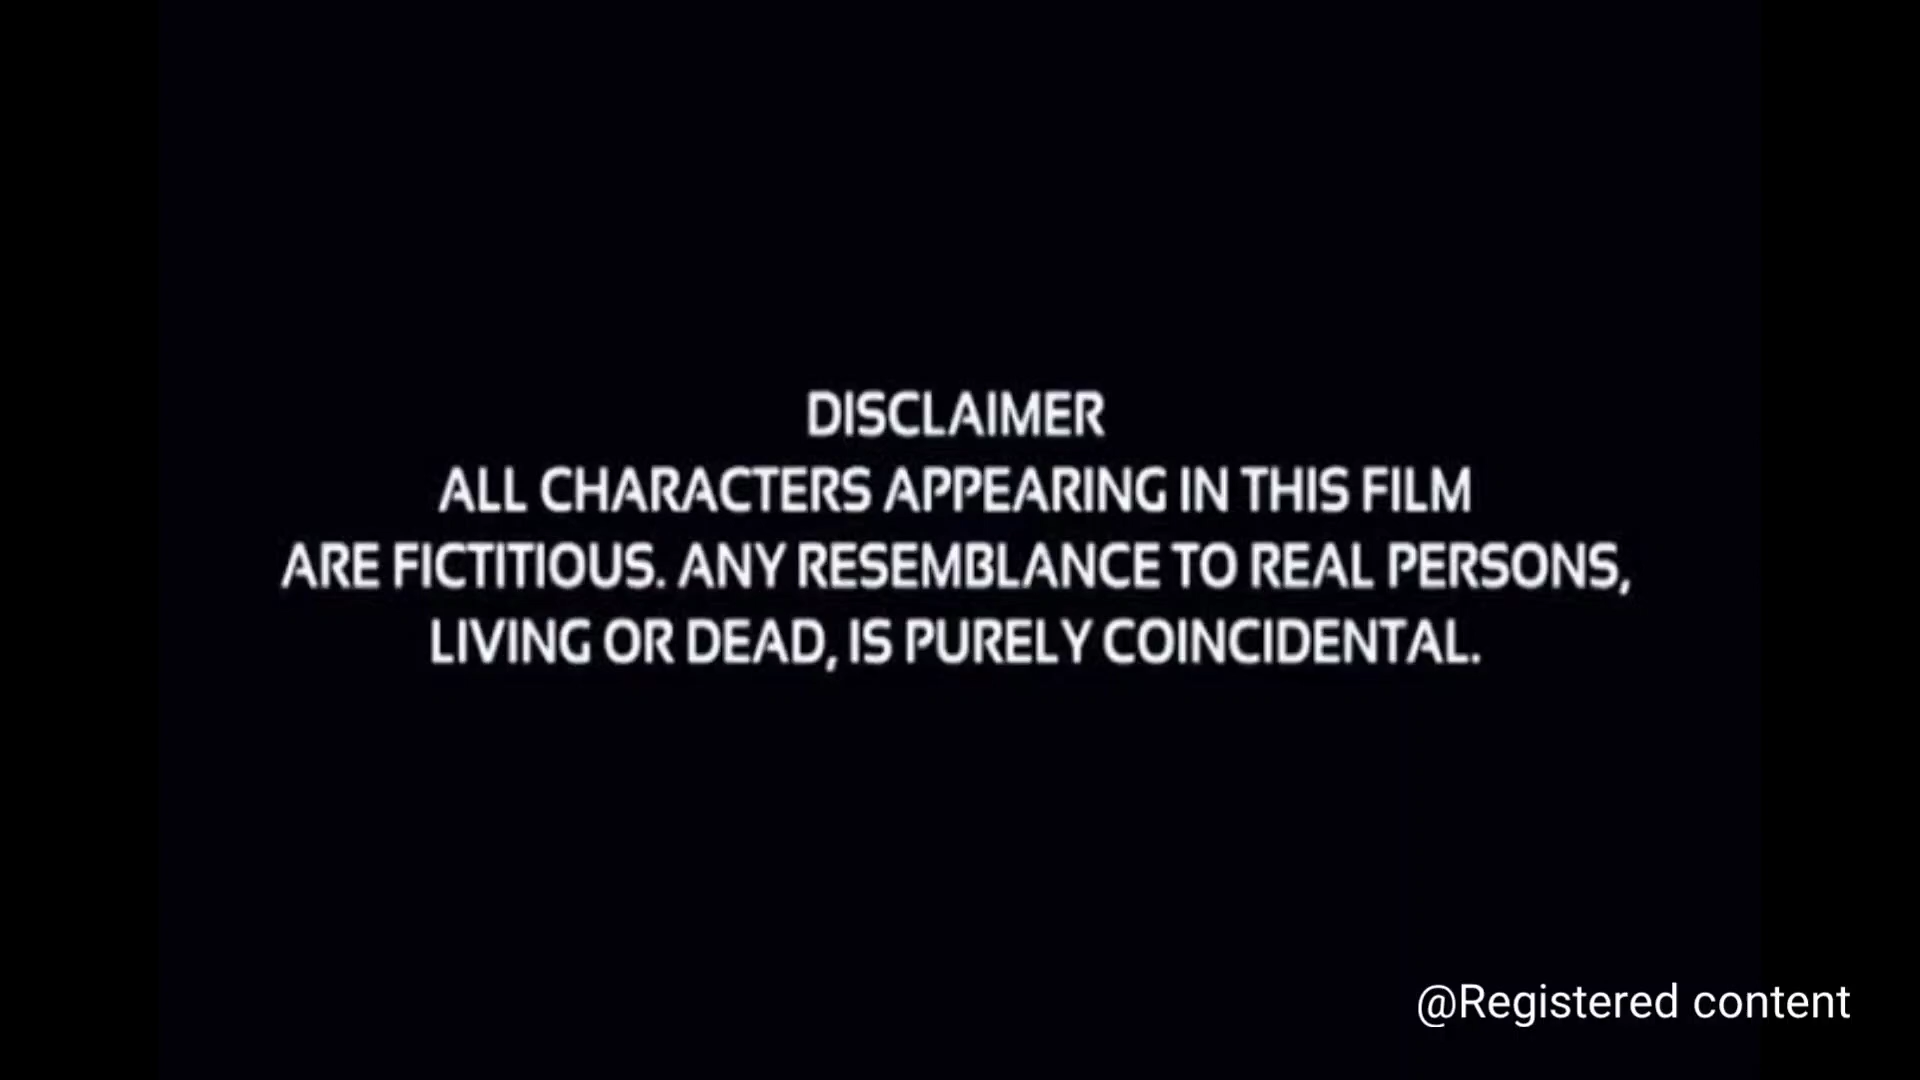 DISCLAIMER
ALL CHARACTERS APPEARING IN THIS FILM
ARE FICTITIOUS. ANY RESEMBLANCE TO REAL PERSONS,
LIVING OR DEAD, IS PURELY COINCIDENTAL.
@Registered content